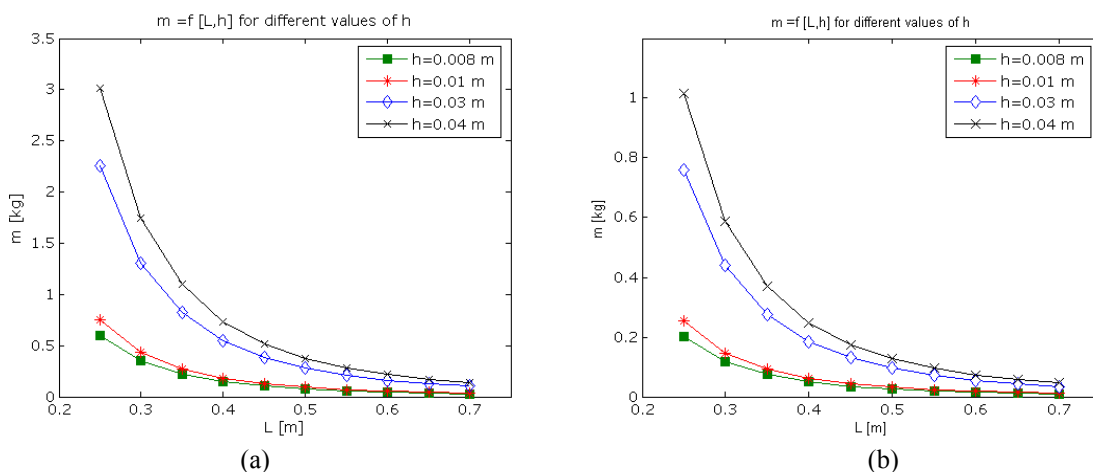 m =f [L,h] for different values of h
3.5
3
2.5
2
1.5
1
0.5
0
m [kg]
h=0.008 m
h=0.01 m
h=0.03 m
h=0.04 m
0.2 0.3 0.4 0.5 0.6 0.7
L [m]
(a)
m =f [L,h] for different values of h
1
0.8
0.6
0.4
0.2
0
m [kg]
h=0.008 m
h=0.01 m
h=0.03 m
h=0.04 m
0.2 0.3 0.4 0.5 0.6 0.7
L [m]
(b)